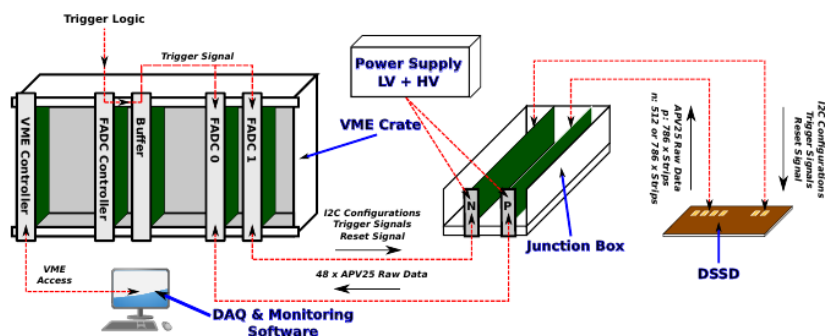 Trigger Logic
Trigger Signal
VME Controller
FADC Controller
Buffer
FADC 0
FADC 1
VME Crate
Power Supply
LV + HV
N
P
Junction Box
APV25 Raw Data
p: 786 x Strips
n: 512 or 786 x Strips
I2C Configurations
Trigger Signals
Reset Signal
DSSD
I2C Configurations
Trigger Signals
Reset Signal
48 x APV25 Raw Data
VME
Access
DAQ & Monitoring
Software